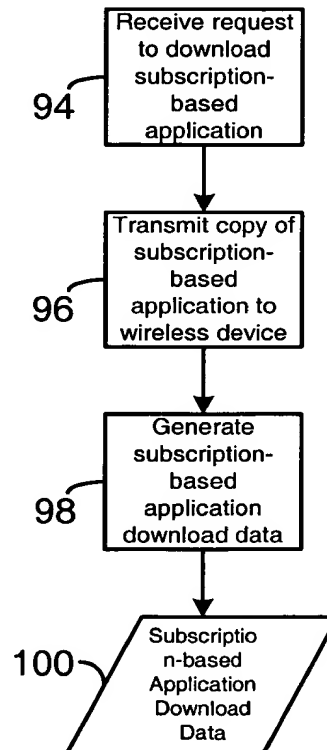 Receive request
to download
subscription-
based
application
94
Transmit copy of
subscription-
based
application to
wireless device
96
Generate
subscription-
based
application
download data
98
Subscriptio
n-based
Application
Download
Data
100